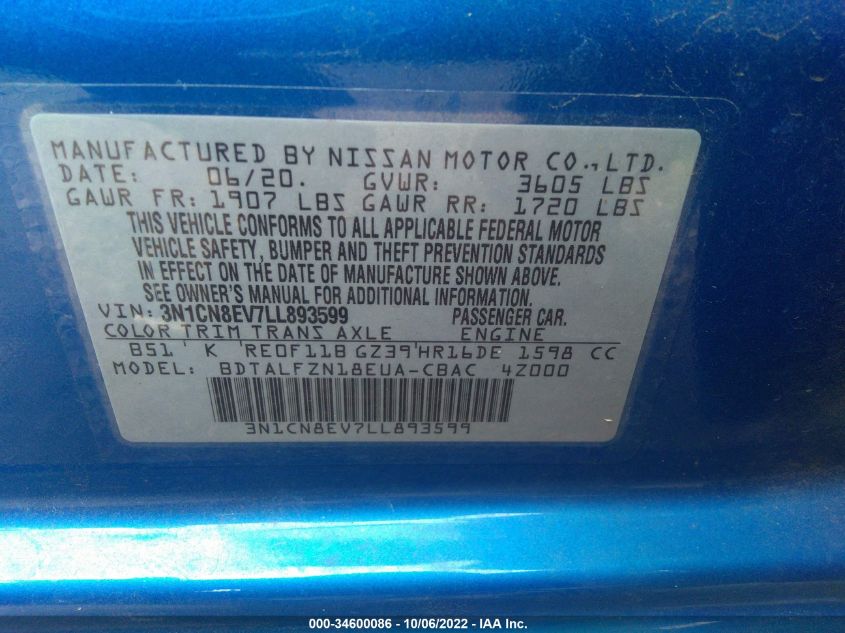 MANUFACTURED BY NISSAN MOTOR CO., LTD.
DATE: 06/20. GVWR: 3605 LBS
GAWR FR: 1907 LBS GAWR RR: 1720 LBS
THIS VEHICLE CONFORMS TO ALL APPLICABLE FEDERAL MOTOR
VEHICLE SAFETY, BUMPER AND THEFT PREVENTION STANDARDS
IN EFFECT ON THE DATE OF MANUFACTURE SHOWN ABOVE.
SEE OWNER'S MANUAL FOR ADDITIONAL INFORMATION.
VIN: 3N1CN8EV7LL893599 PASSENGER CAR.
COLOR TRIM TRANS AXLE ENGINE
B51 K RE0F11B GZ39 HR16DE 1598 CC
MODEL: BDTALFZN18EUA-CBAC 4Z000
3N1CN8EV7LL893599
000-34600086 - 10/06/2022 - IAA Inc.